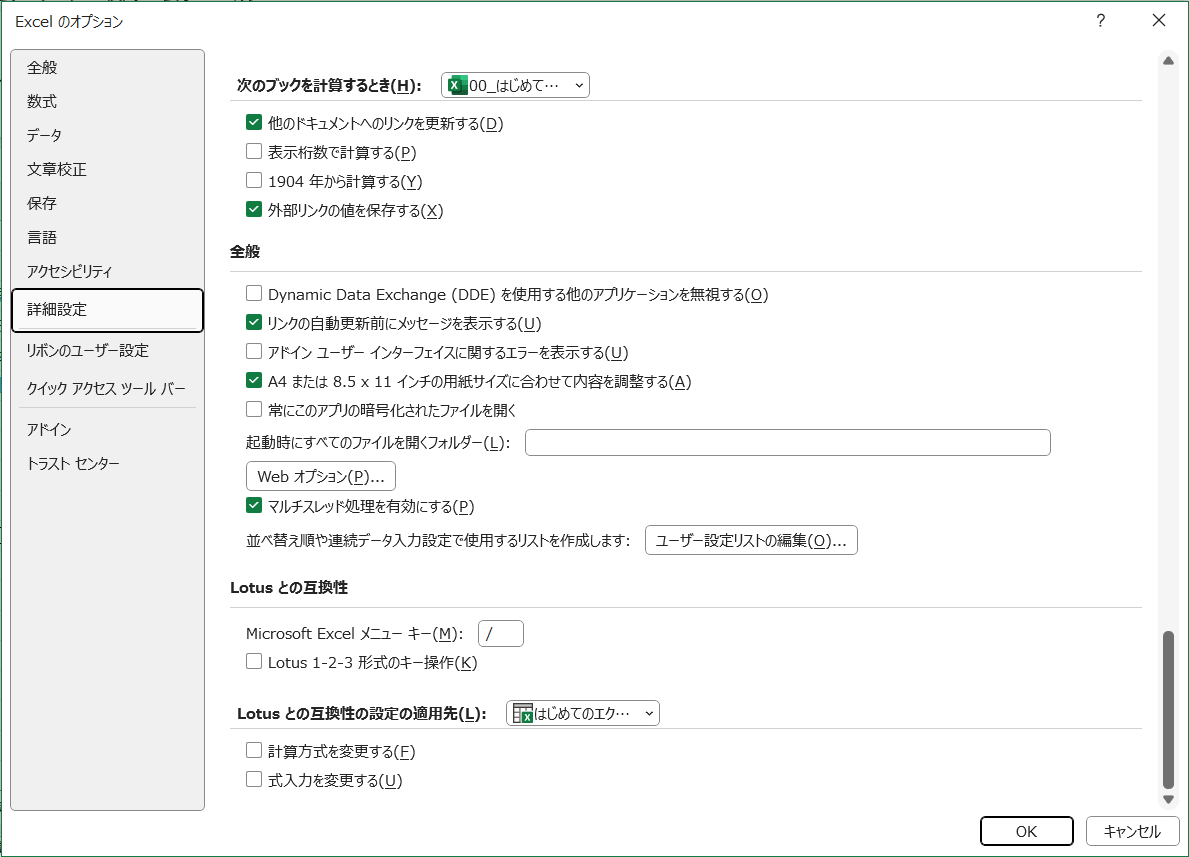 Excel のオプション
?
全般
数式
データ
文章校正
保存
言語
アクセシビリティ
詳細設定
リボンのユーザー設定
クイック アクセス ツール バー
アドイン
トラスト センター
次のブックを計算するとき(H): 00_はじめて…
他のドキュメントへのリンクを更新する(D)
表示桁数で計算する(P)
1904 年から計算する(Y)
外部リンクの値を保存する(X)
全般
Dynamic Data Exchange (DDE) を使用する他のアプリケーションを無視する(O)
リンクの自動更新前にメッセージを表示する(U)
アドイン ユーザー インターフェイスに関するエラーを表示する(U)
A4 または 8.5 x 11 インチの用紙サイズに合わせて内容を調整する(A)
常にこのアプリの暗号化されたファイルを開く
起動時にすべてのファイルを開くフォルダー(L):
Web オプション(P)...
マルチスレッド処理を有効にする(P)
並べ替え順や連続データ入力設定で使用するリストを作成します: ユーザー設定リストの編集(O)...
Lotus との互換性
Microsoft Excel メニュー キー(M): /
Lotus 1-2-3 形式のキー操作(K)
Lotus との互換性の設定の適用先(L): はじめてのエク…
計算方式を変更する(F)
式入力を変更する(U)
OK キャンセル